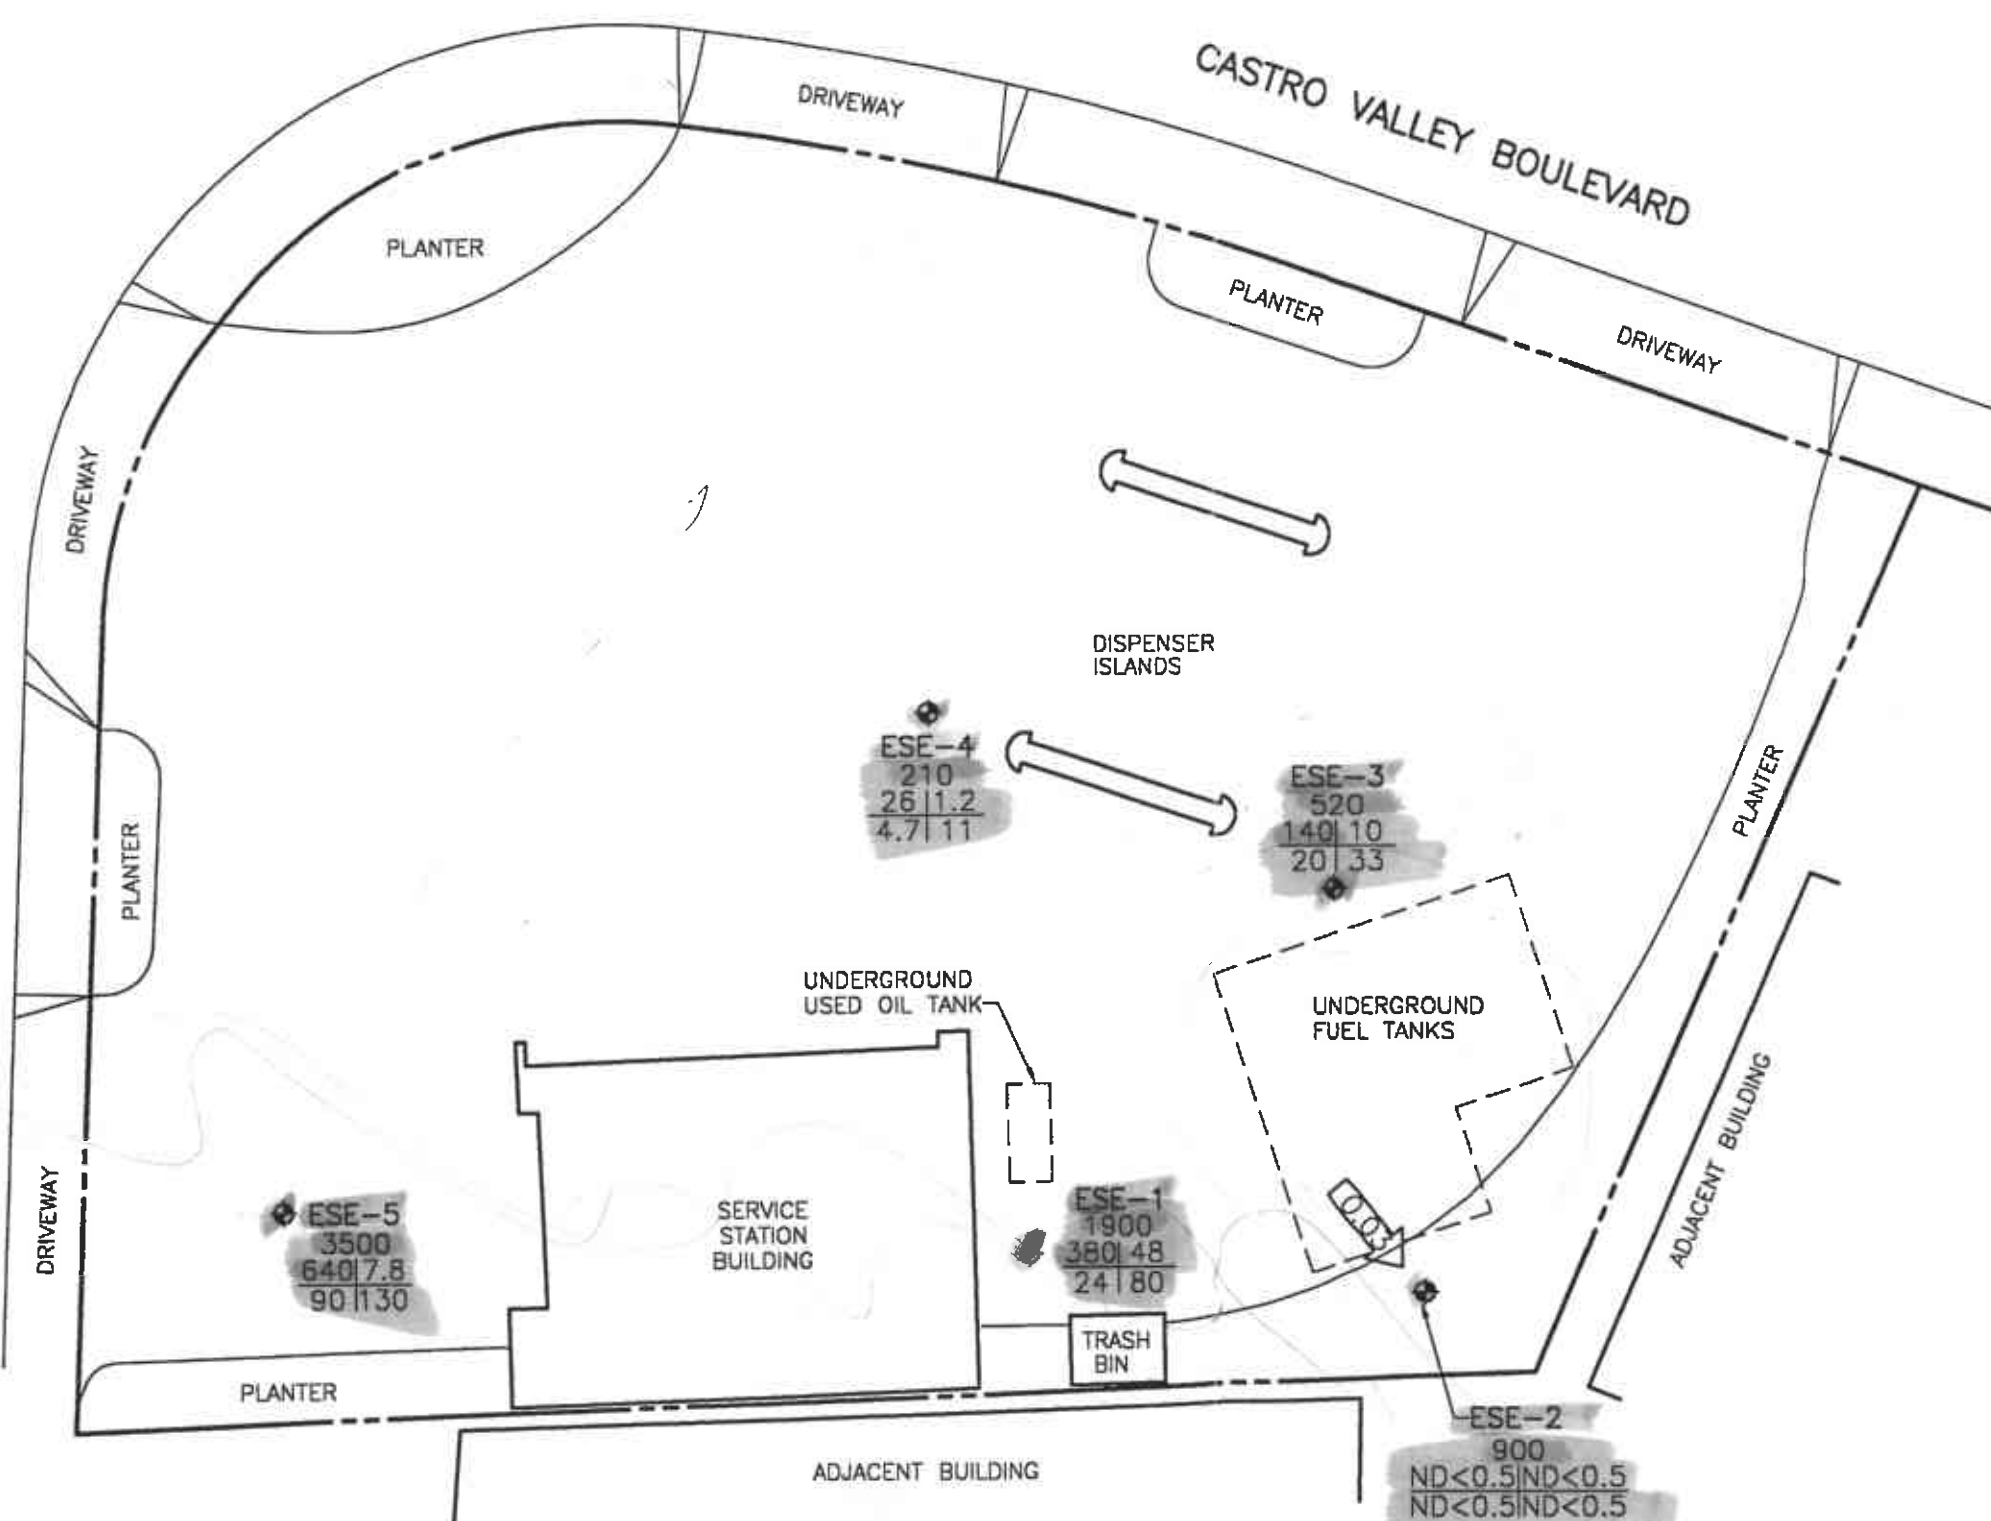 CASTRO VALLEY BOULEVARD
DRIVEWAY
PLANTER
PLANTER
DRIVEWAY
DRIVEWAY
DISPENSER
ISLANDS
ESE-4
210
26|1.2
4.7|11
ESE-3
520
140|10
20|33
PLANTER
PLANTER
UNDERGROUND
USED OIL TANK
UNDERGROUND
FUEL TANKS
ADJACENT BUILDING
DRIVEWAY
ESE-5
3500
640|7.8
90|130
SERVICE
STATION
BUILDING
ESE-1
1900
380|48
24|80
0.03
TRASH
BIN
PLANTER
ADJACENT BUILDING
ESE-2
900
ND<0.5|ND<0.5
ND<0.5|ND<0.5